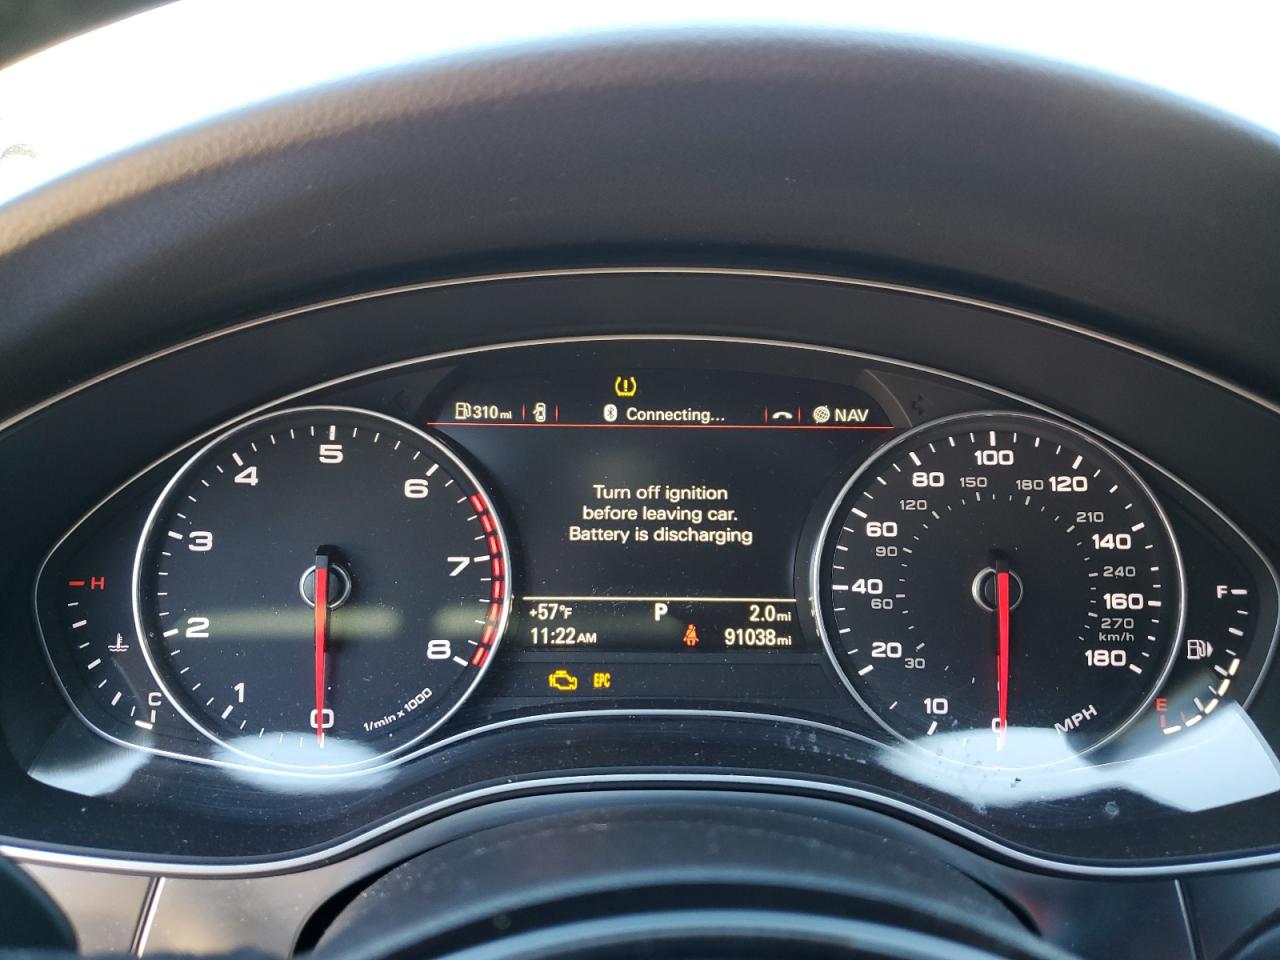 310 mi
Connecting...
NAV
Turn off ignition
before leaving car.
Battery is discharging
+57°F
P
2.0 mi
11:22 AM
91038 mi
EPC
H
C
0
1
2
3
4
5
6
7
8
1/min x 1000
0
10
20
40
60
80
100
120
140
160
180
30
60
90
120
150
180
210
240
270
km/h
MPH
F
E